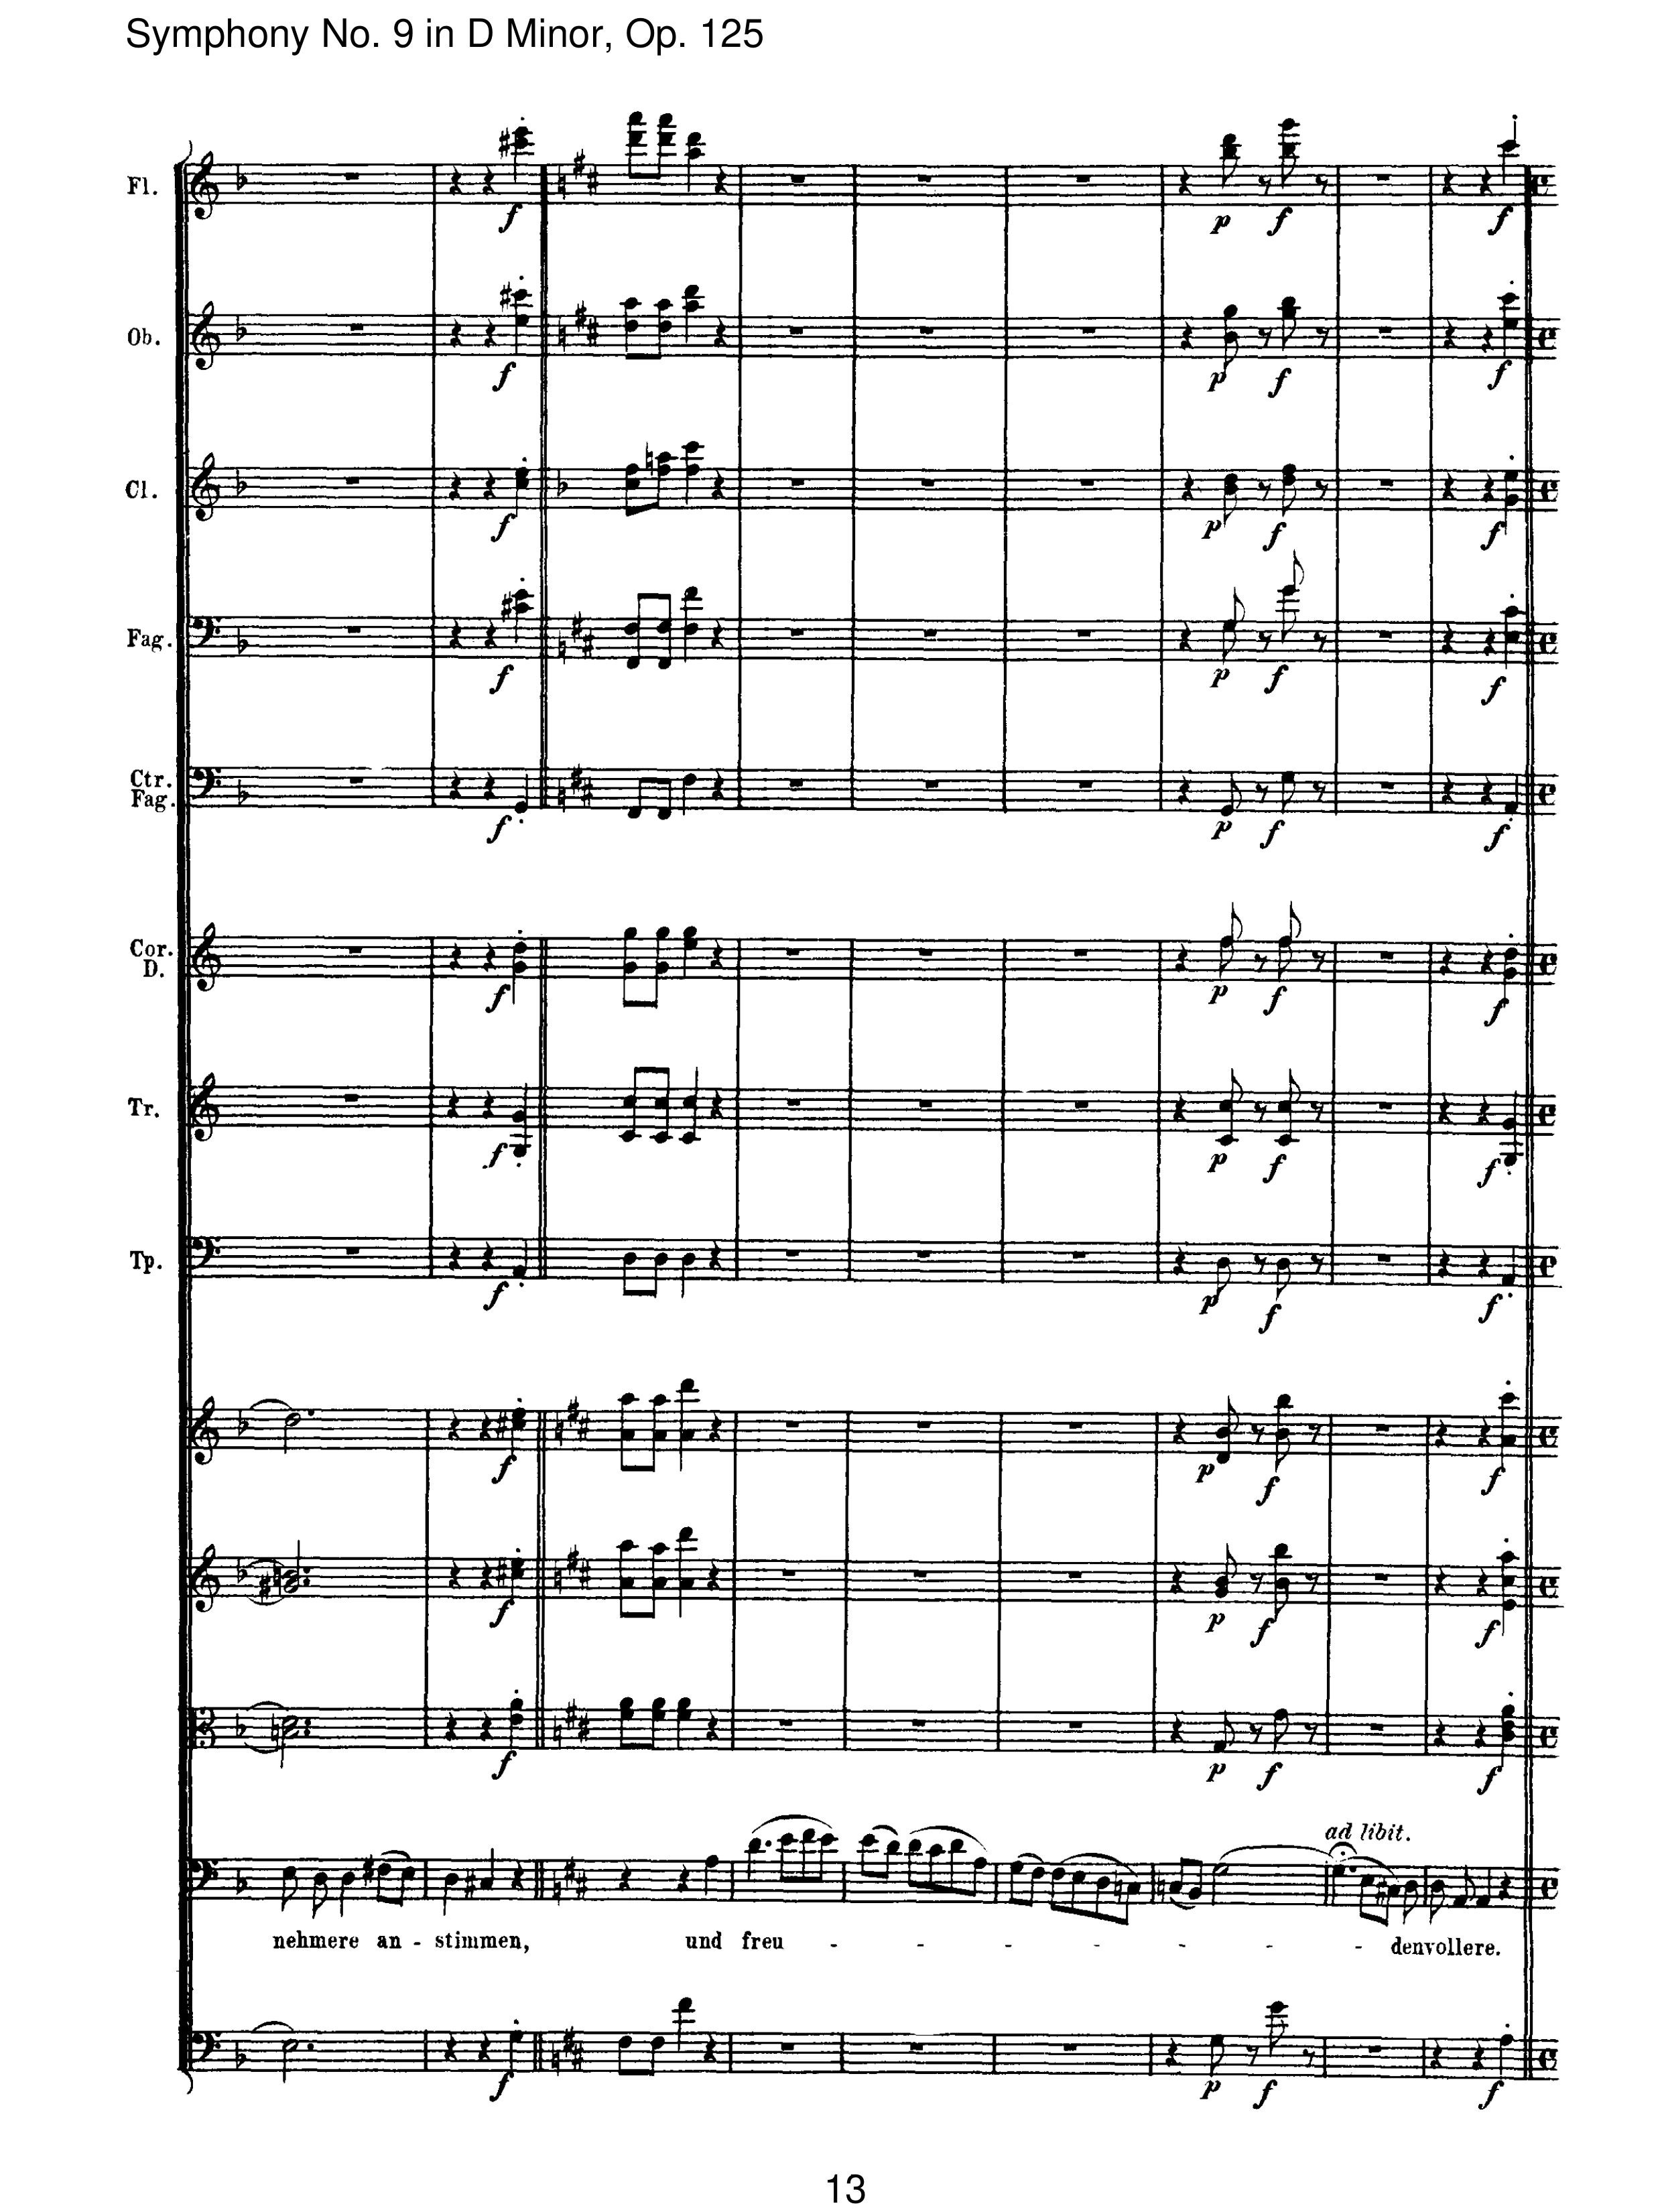 Symphony No. 9 in D Minor, Op. 125
Fl.
f
p
f
f
Ob.
f
p
f
f
Cl.
f
p
f
f
Fag.
f
p
f
f
Ctr.
Fag.
f
p
f
f
Cor.
D.
f
p
f
f
Tr.
f
p
f
f
Tp.
f
p
f
f
f
p
f
f
f
p
f
f
f
p
f
f
ad libit.
nehmere an - stimmen, und freu - - - - - - - denvollere.
f
p
f
f
13